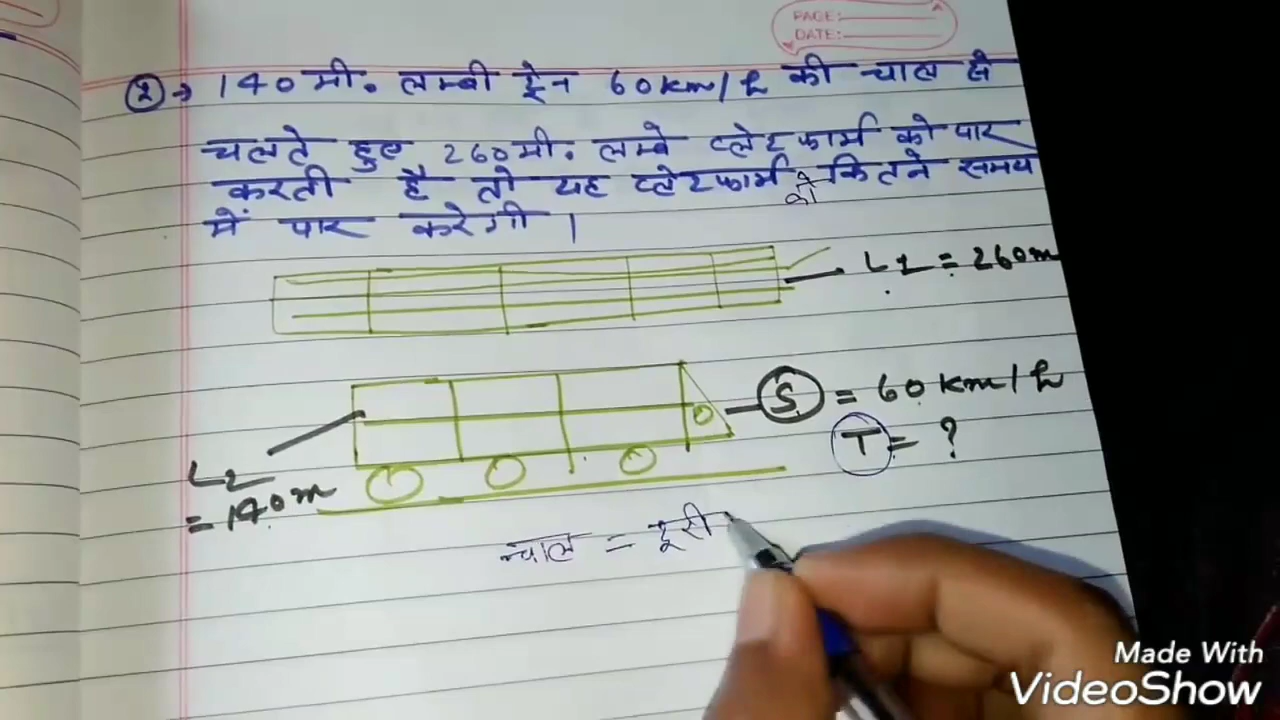 PAGE:
DATE:
②→ 140 मी. लम्बी ट्रेन 60 km/h की चाल से
चलते हुए 260 मी. लम्बे प्लेटफार्म को पार
करती है तो यह प्लेटफार्म को कितने समय
में पार करेगी ।
L1 = 260m
S = 60 km/h
T = ?
L2
= 140m
चाल = दूरी
Made With
VideoShow